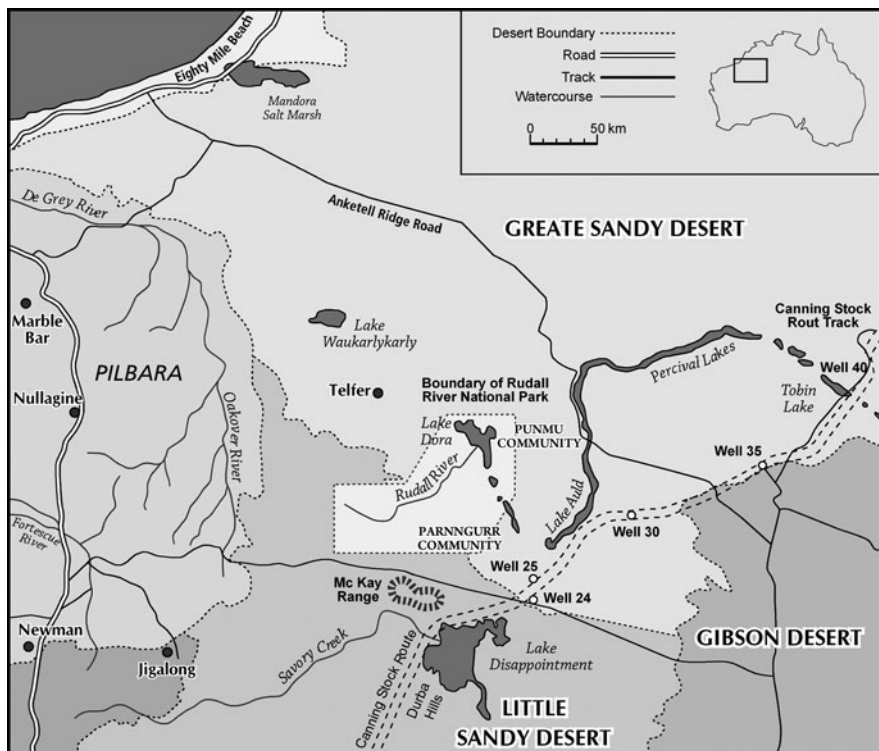 Eighty Mile Beach
Mandora
Salt Marsh
Desert Boundary
Road
Track
Watercourse
0
50 km
De Grey River
Anketell Ridge Road
GREATE SANDY DESERT
Marble
Bar
Nullagine
PILBARA
Oakover River
Lake
Waukarlykarly
Telfer
Boundary of Rudall
River National Park
Lake
Dora
PUNMU
COMMUNITY
Rudall River
PARNNGURR
COMMUNITY
Lake Auld
Percival Lakes
Canning Stock
Rout Track
Well 40
Tobin
Lake
Well 35
Well 30
Well 25
Well 24
Fortescue
River
Newman
Jigalong
Mc Kay
Range
Savory Creek
Canning Stock Route
Durba
Hills
Lake
Disappointment
GIBSON DESERT
LITTLE
SANDY DESERT